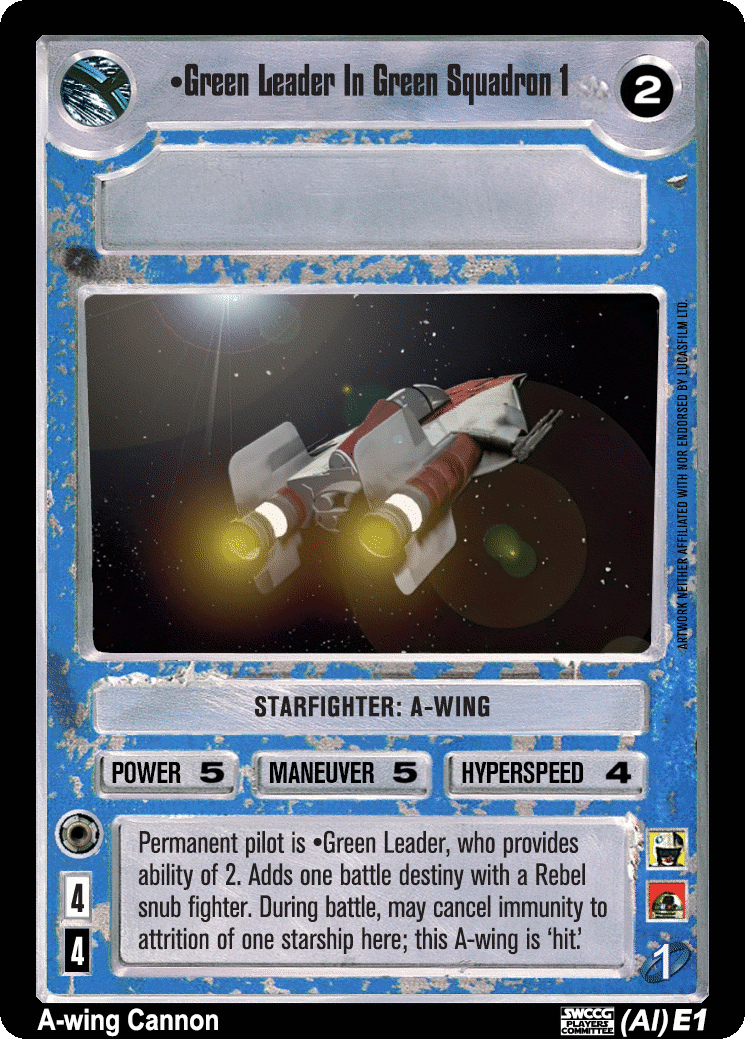 •Green Leader In Green Squadron 1
2
ARTWORK NEITHER AFFILIATED WITH NOR ENDORSED BY LUCASFILM LTD.
STARFIGHTER: A-WING
POWER 5 MANEUVER 5 HYPERSPEED 4
Permanent pilot is •Green Leader, who provides
ability of 2. Adds one battle destiny with a Rebel
snub fighter. During battle, may cancel immunity to
attrition of one starship here; this A-wing is ‘hit.’
4
4
1
A-wing Cannon
SWCCG
PLAYERS
COMMITTEE
(AI) E1